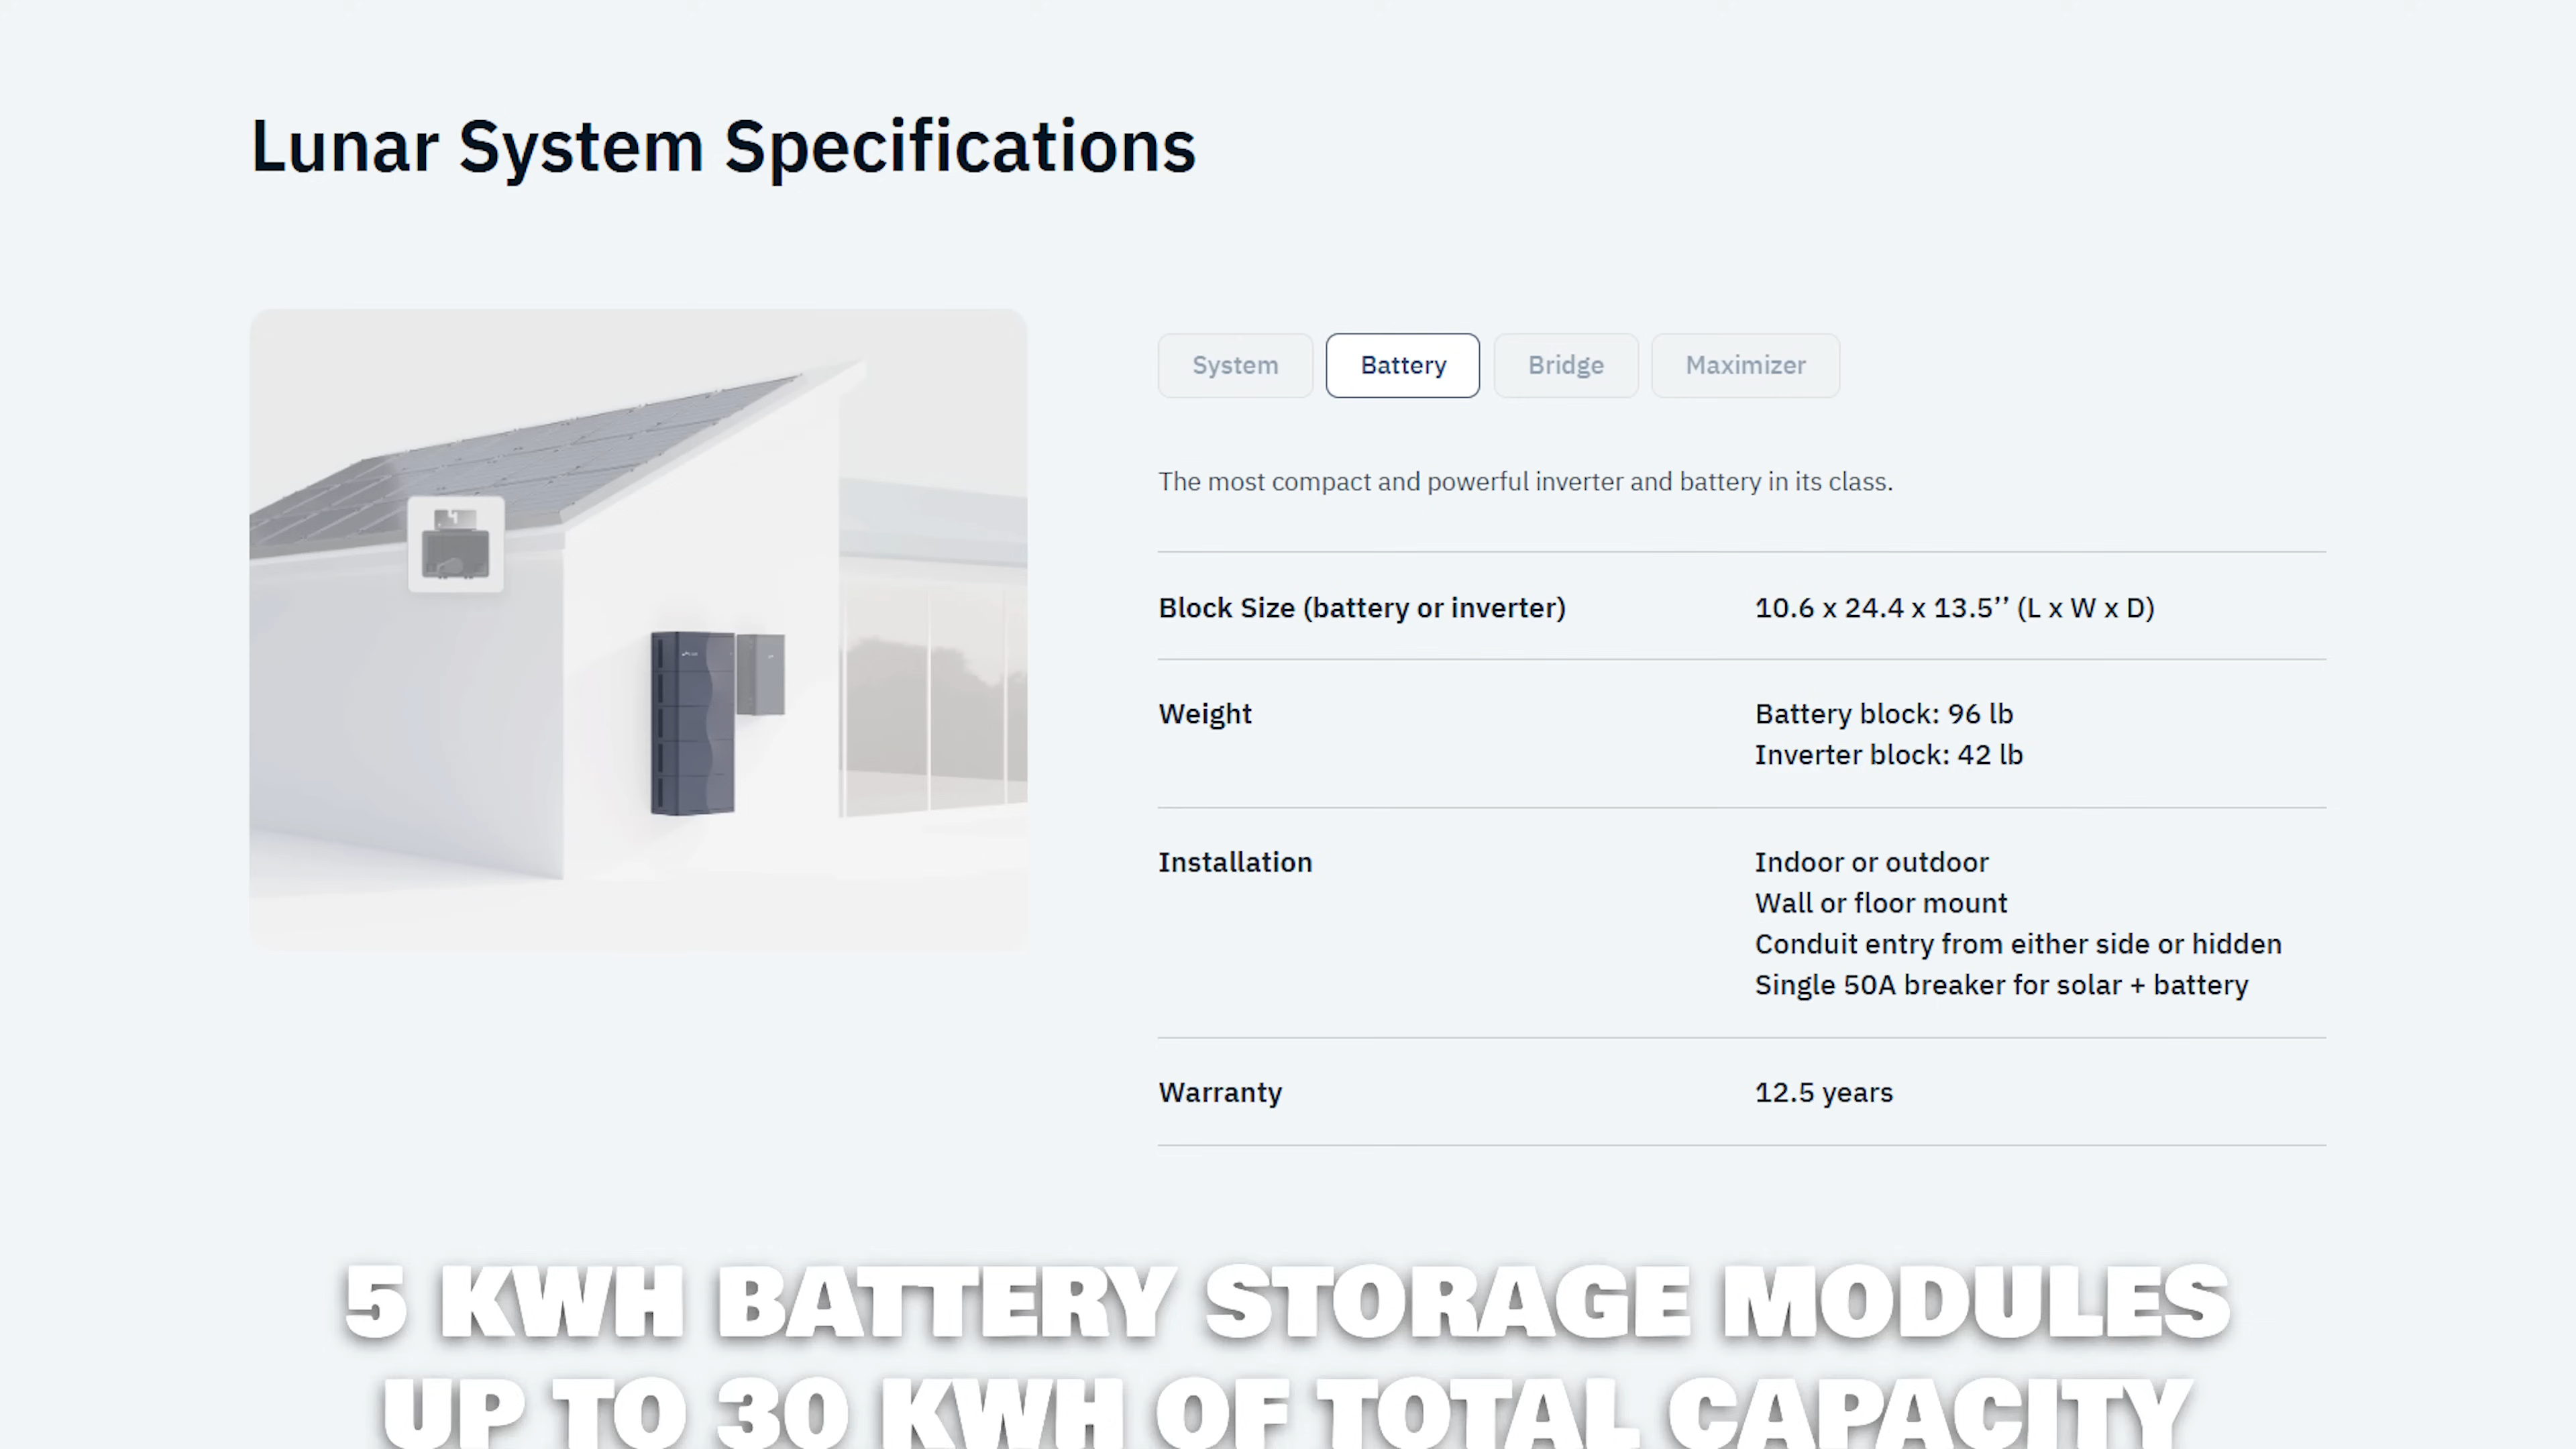 Lunar System Specifications
System
Battery
Bridge
Maximizer
The most compact and powerful inverter and battery in its class.
Block Size (battery or inverter)
10.6 x 24.4 x 13.5’’ (L x W x D)
Weight
Battery block: 96 lb
Inverter block: 42 lb
Installation
Indoor or outdoor
Wall or floor mount
Conduit entry from either side or hidden
Single 50A breaker for solar + battery
Warranty
12.5 years
5 KWH BATTERY STORAGE MODULES
UP TO 30 KWH OF TOTAL CAPACITY